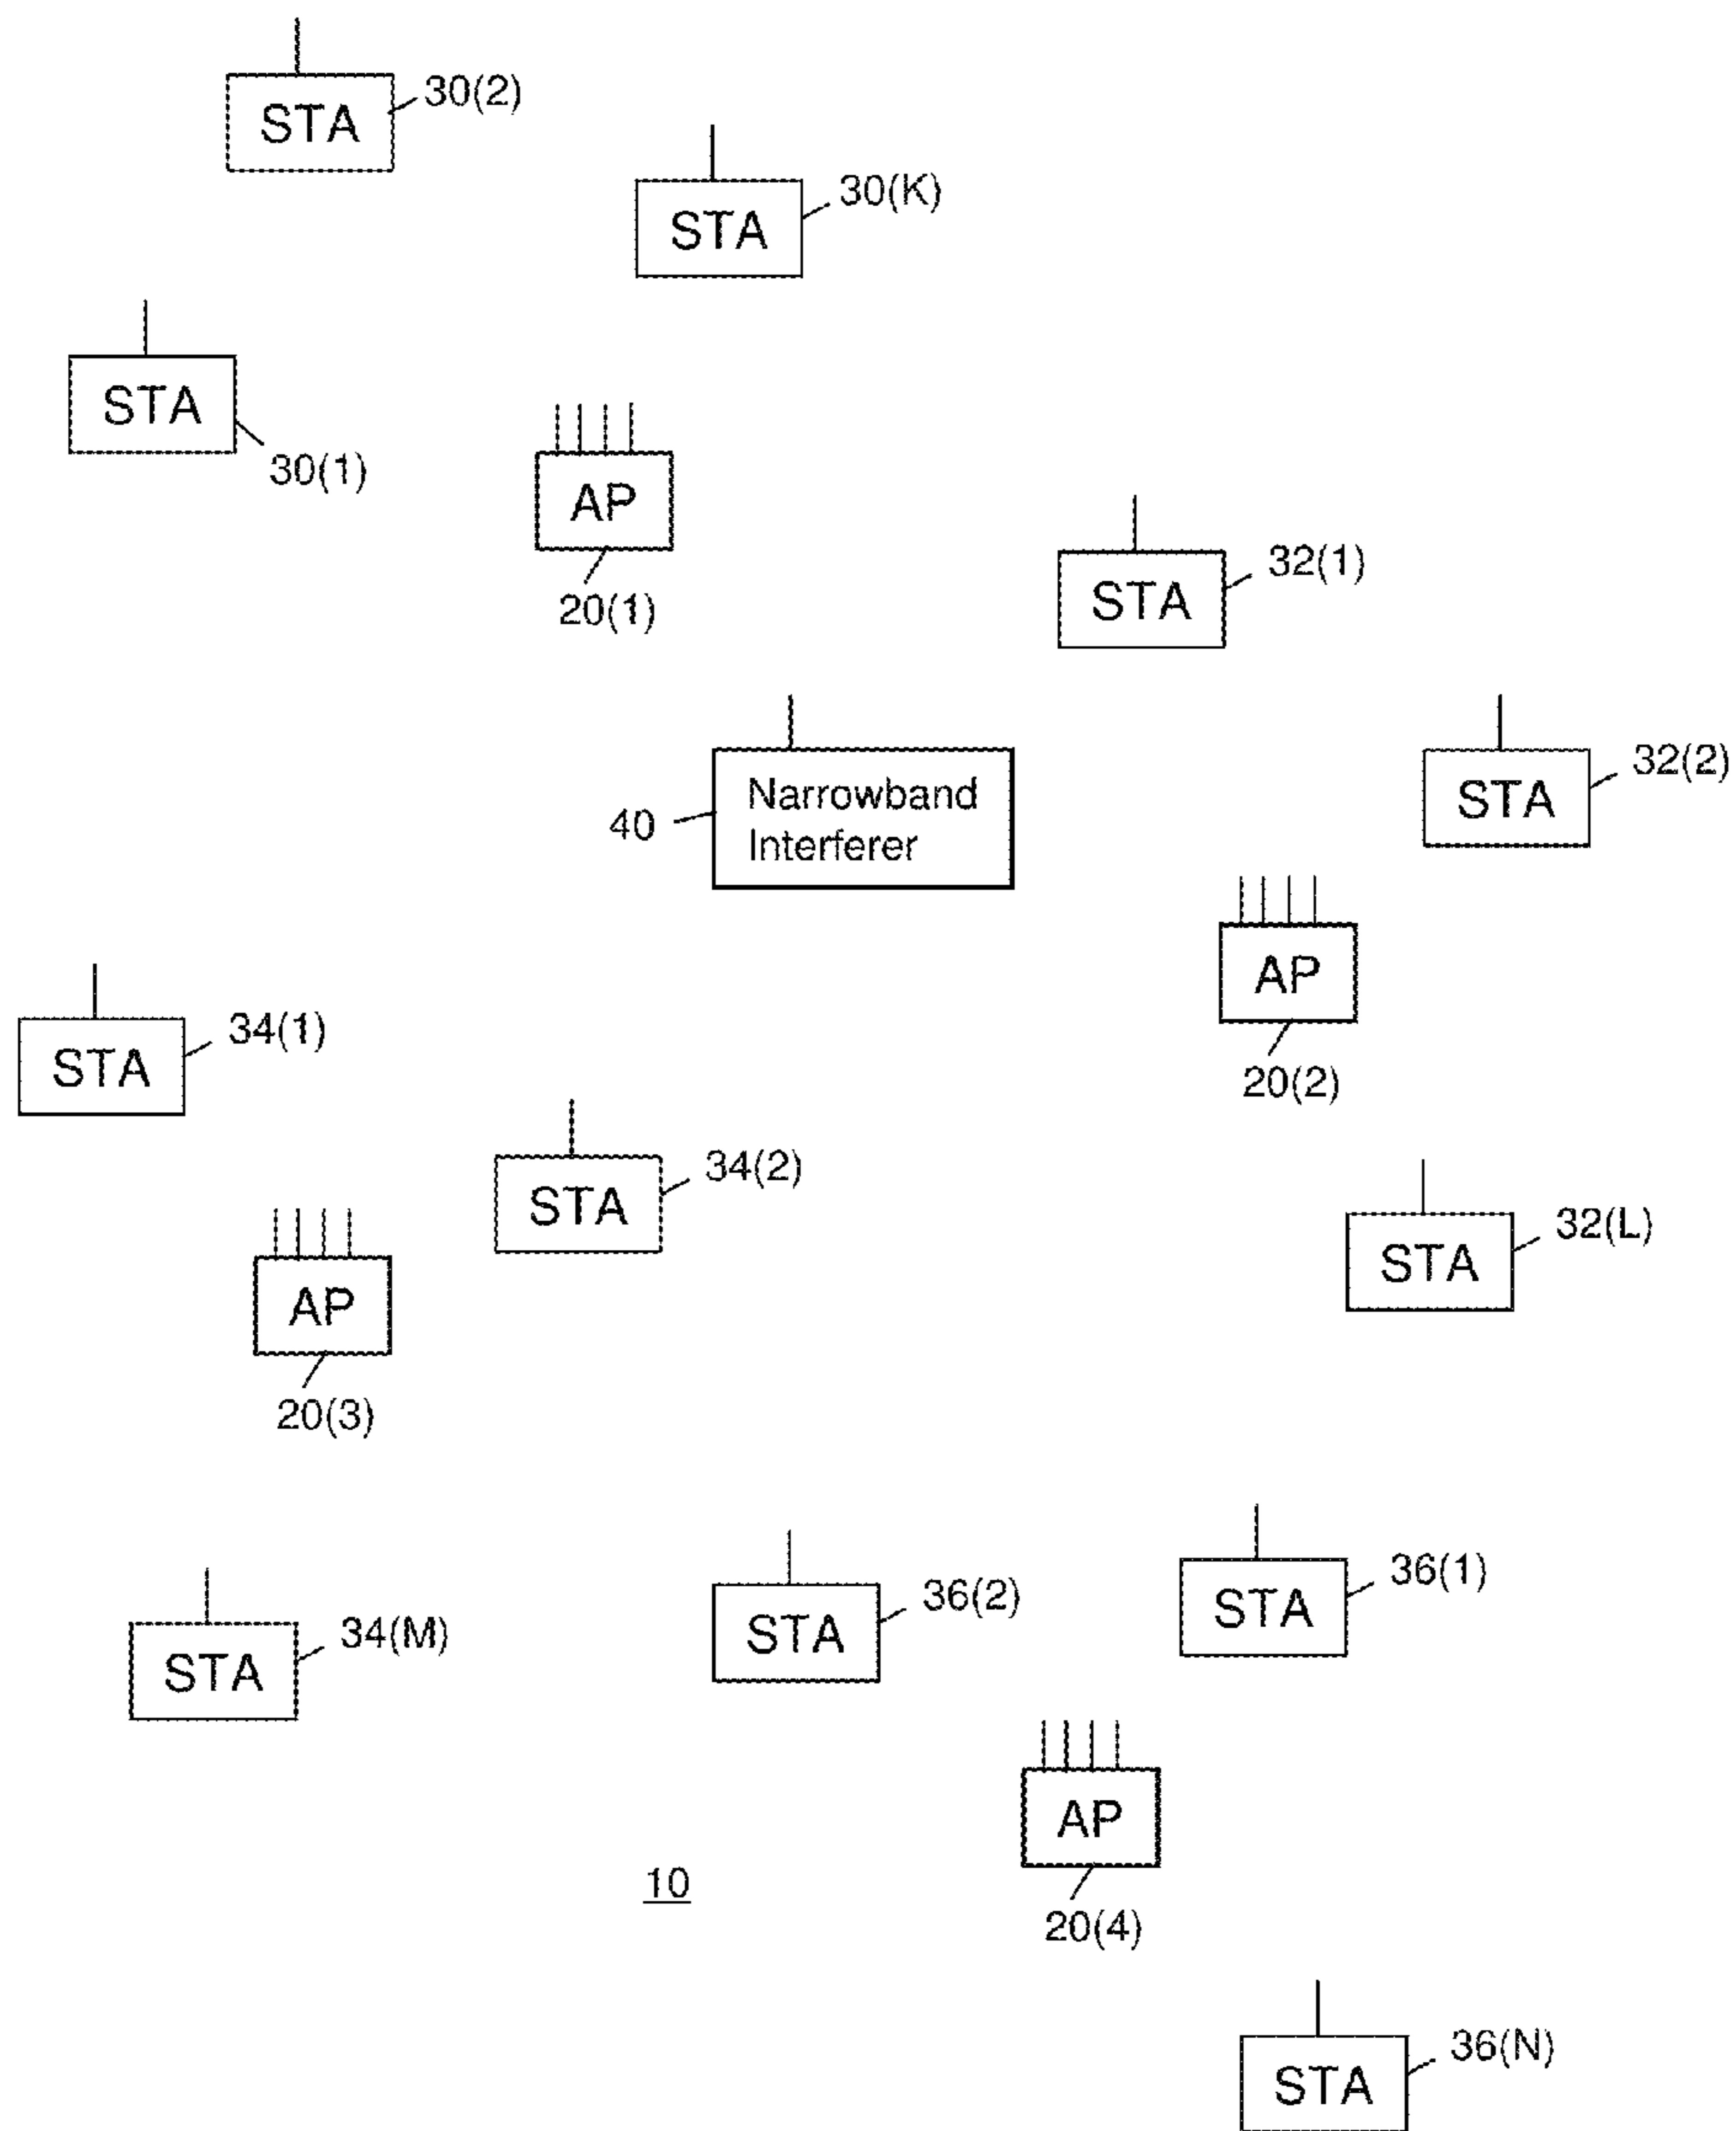 STA
30(2)
STA
30(K)
STA
30(1)
AP
20(1)
STA
32(1)
STA
32(2)
Narrowband
Interferer
40
AP
20(2)
STA
34(1)
STA
34(2)
STA
32(L)
AP
20(3)
STA
36(1)
STA
36(2)
STA
34(M)
AP
20(4)
10
STA
36(N)